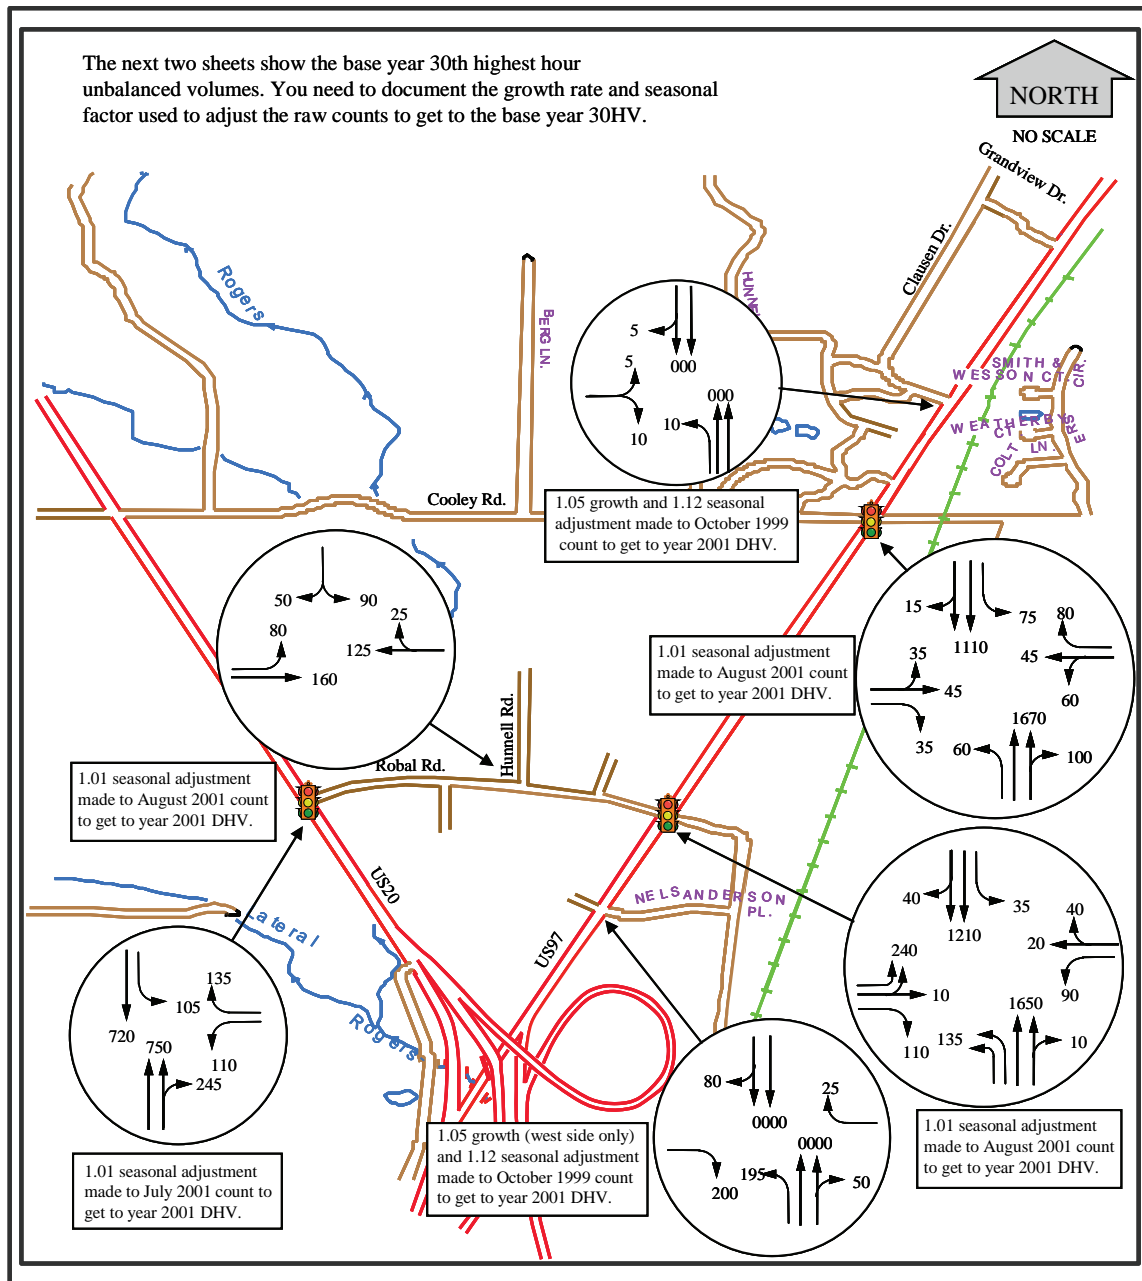 The next two sheets show the base year 30th highest hour
unbalanced volumes. You need to document the growth rate and seasonal
factor used to adjust the raw counts to get to the base year 30HV.
NORTH
NO SCALE
Grandview Dr.
Clausen Dr.
Rogers
BERG LN.
HUNNE
SMITH &
WESSON CT.
CIR.
WEATHERBY
CT
COLT LN.
ERS
5
5
000
000
10
10
Cooley Rd.
1.05 growth and 1.12 seasonal
adjustment made to October 1999
count to get to year 2001 DHV.
50
90
25
80
125
160
15
75
80
1110
35
45
45
60
1670
35
60
100
1.01 seasonal adjustment
made to August 2001 count
to get to year 2001 DHV.
Hunnell Rd.
Robal Rd.
1.01 seasonal adjustment
made to August 2001 count
to get to year 2001 DHV.
US20
US97
NELS ANDERSON
PL.
Lateral
Rogers
40
35
40
1210
20
240
10
90
1650
110
135
10
135
105
720
750
110
245
80
25
0000
0000
195
200
50
1.05 growth (west side only)
and 1.12 seasonal adjustment
made to October 1999 count
to get to year 2001 DHV.
1.01 seasonal adjustment
made to August 2001 count
to get to year 2001 DHV.
1.01 seasonal adjustment
made to July 2001 count to
get to year 2001 DHV.